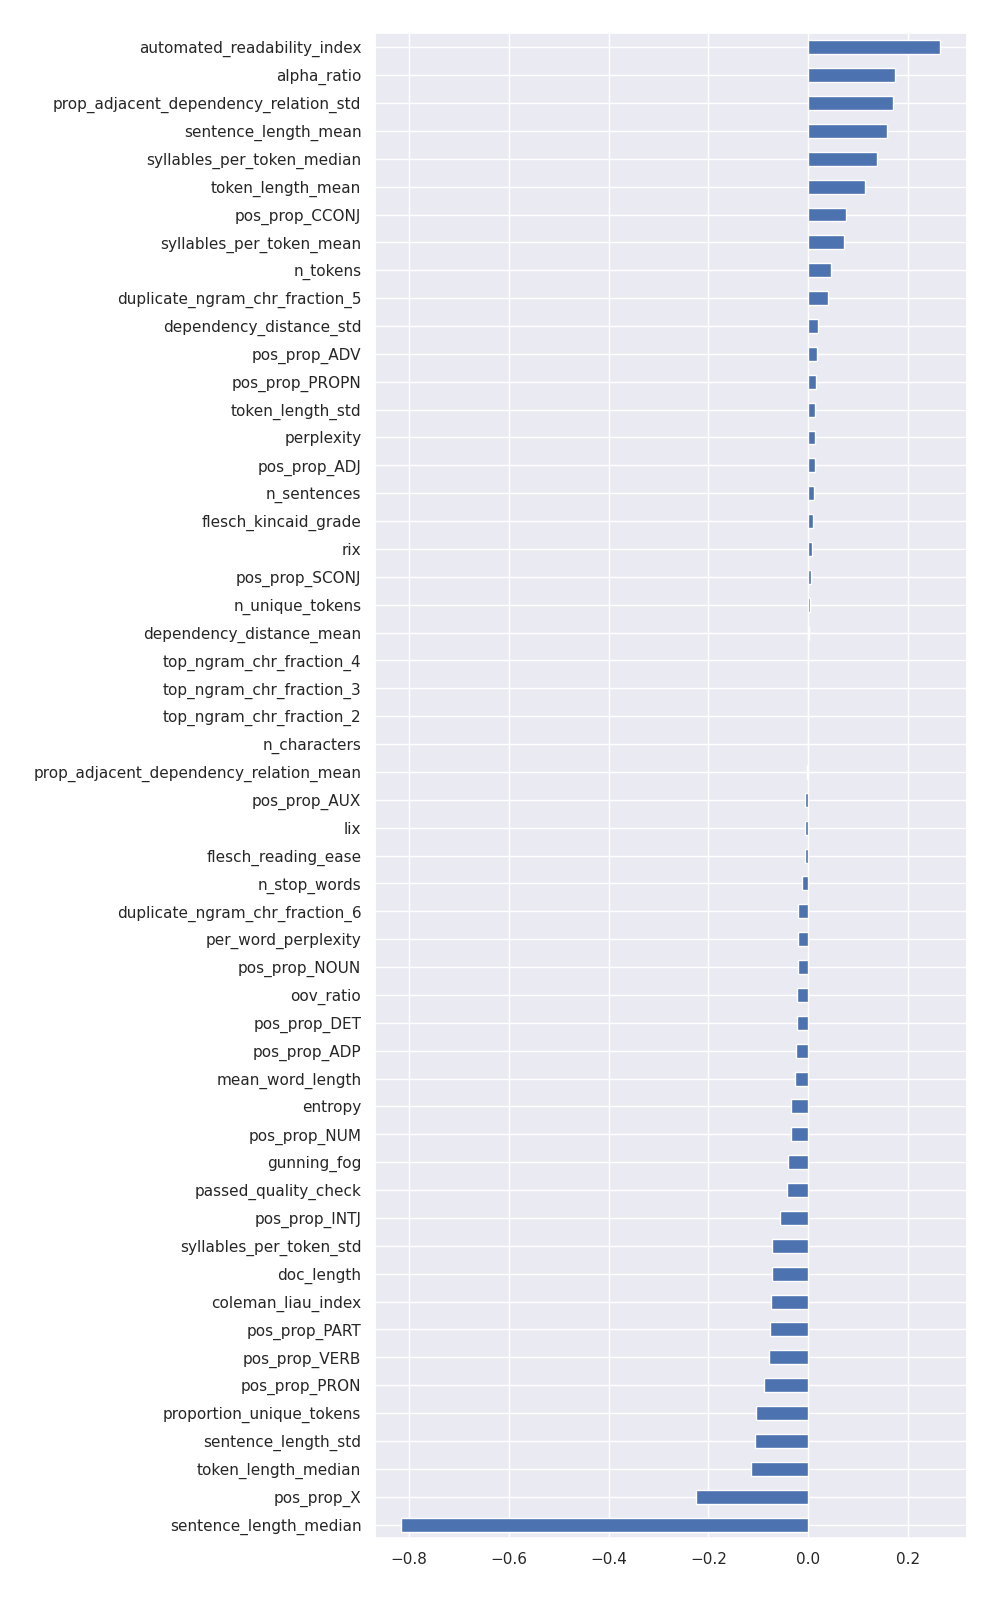 automated_readability_index
alpha_ratio
prop_adjacent_dependency_relation_std
sentence_length_mean
syllables_per_token_median
token_length_mean
pos_prop_CCONJ
syllables_per_token_mean
n_tokens
duplicate_ngram_chr_fraction_5
dependency_distance_std
pos_prop_ADV
pos_prop_PROPN
token_length_std
perplexity
pos_prop_ADJ
n_sentences
flesch_kincaid_grade
rix
pos_prop_SCONJ
n_unique_tokens
dependency_distance_mean
top_ngram_chr_fraction_4
top_ngram_chr_fraction_3
top_ngram_chr_fraction_2
n_characters
prop_adjacent_dependency_relation_mean
pos_prop_AUX
lix
flesch_reading_ease
n_stop_words
duplicate_ngram_chr_fraction_6
per_word_perplexity
pos_prop_NOUN
oov_ratio
pos_prop_DET
pos_prop_ADP
mean_word_length
entropy
pos_prop_NUM
gunning_fog
passed_quality_check
pos_prop_INTJ
syllables_per_token_std
doc_length
coleman_liau_index
pos_prop_PART
pos_prop_VERB
pos_prop_PRON
proportion_unique_tokens
sentence_length_std
token_length_median
pos_prop_X
sentence_length_median
−0.8 −0.6 −0.4 −0.2 0.0 0.2